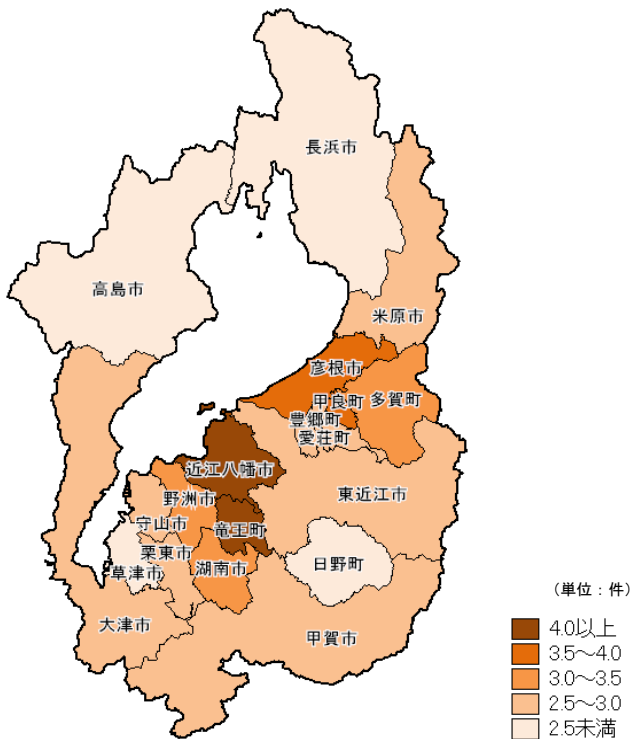 長浜市
高島市
米原市
彦根市
甲良町
多賀町
豊郷町
愛荘町
近江八幡市
東近江市
野洲市
守山市
竜王町
栗東市
草津市
湖南市
日野町
大津市
甲賀市
（単位：件）
4.0以上
3.5～4.0
3.0～3.5
2.5～3.0
2.5未満